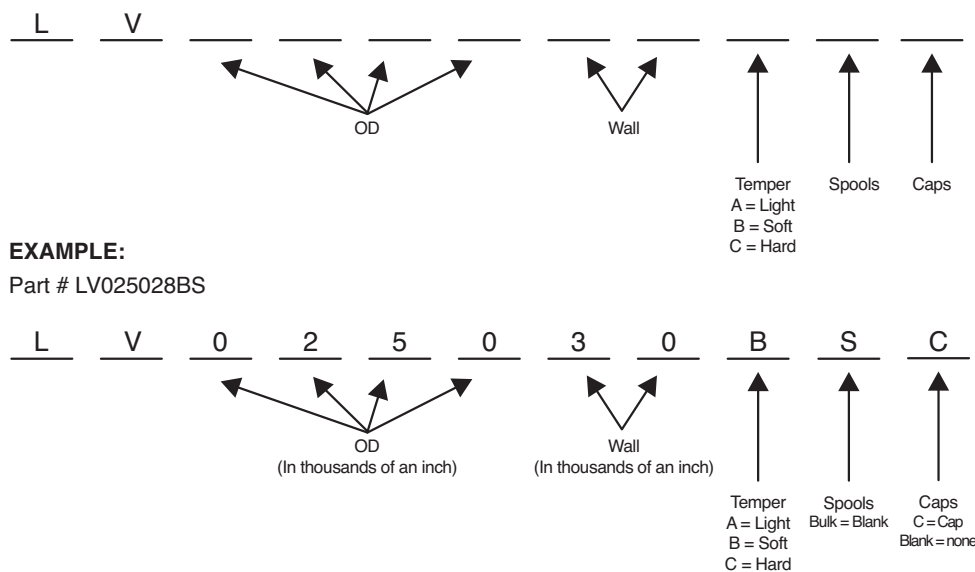 L V
OD Wall
Temper Spools Caps
A = Light
B = Soft
C = Hard
EXAMPLE:
Part # LV025028BS
L V 0 2 5 0 3 0 B S C
OD Wall
(In thousands of an inch) (In thousands of an inch)
Temper Spools Caps
A = Light Bulk = Blank C = Cap
B = Soft Blank = none
C = Hard